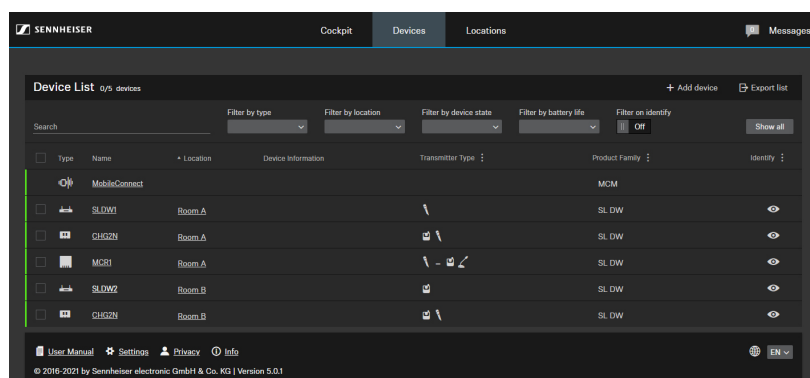 SENNHEISER Cockpit Devices Locations 0 Messages
Device List 0/5 devices + Add device Export list
Filter by type Filter by location Filter by device state Filter by battery life Filter on identify
Search Off Show all
Type Name Location Device Information Transmitter Type Product Family Identify
MobileConnect MCM
SLDW1 Room A SL DW
CHG2N Room A SL DW
MCR1 Room A SL DW
SLDW2 Room B SL DW
CHG2N Room B SL DW
User Manual Settings Privacy Info EN
© 2016-2021 by Sennheiser electronic GmbH & Co. KG | Version 5.0.1